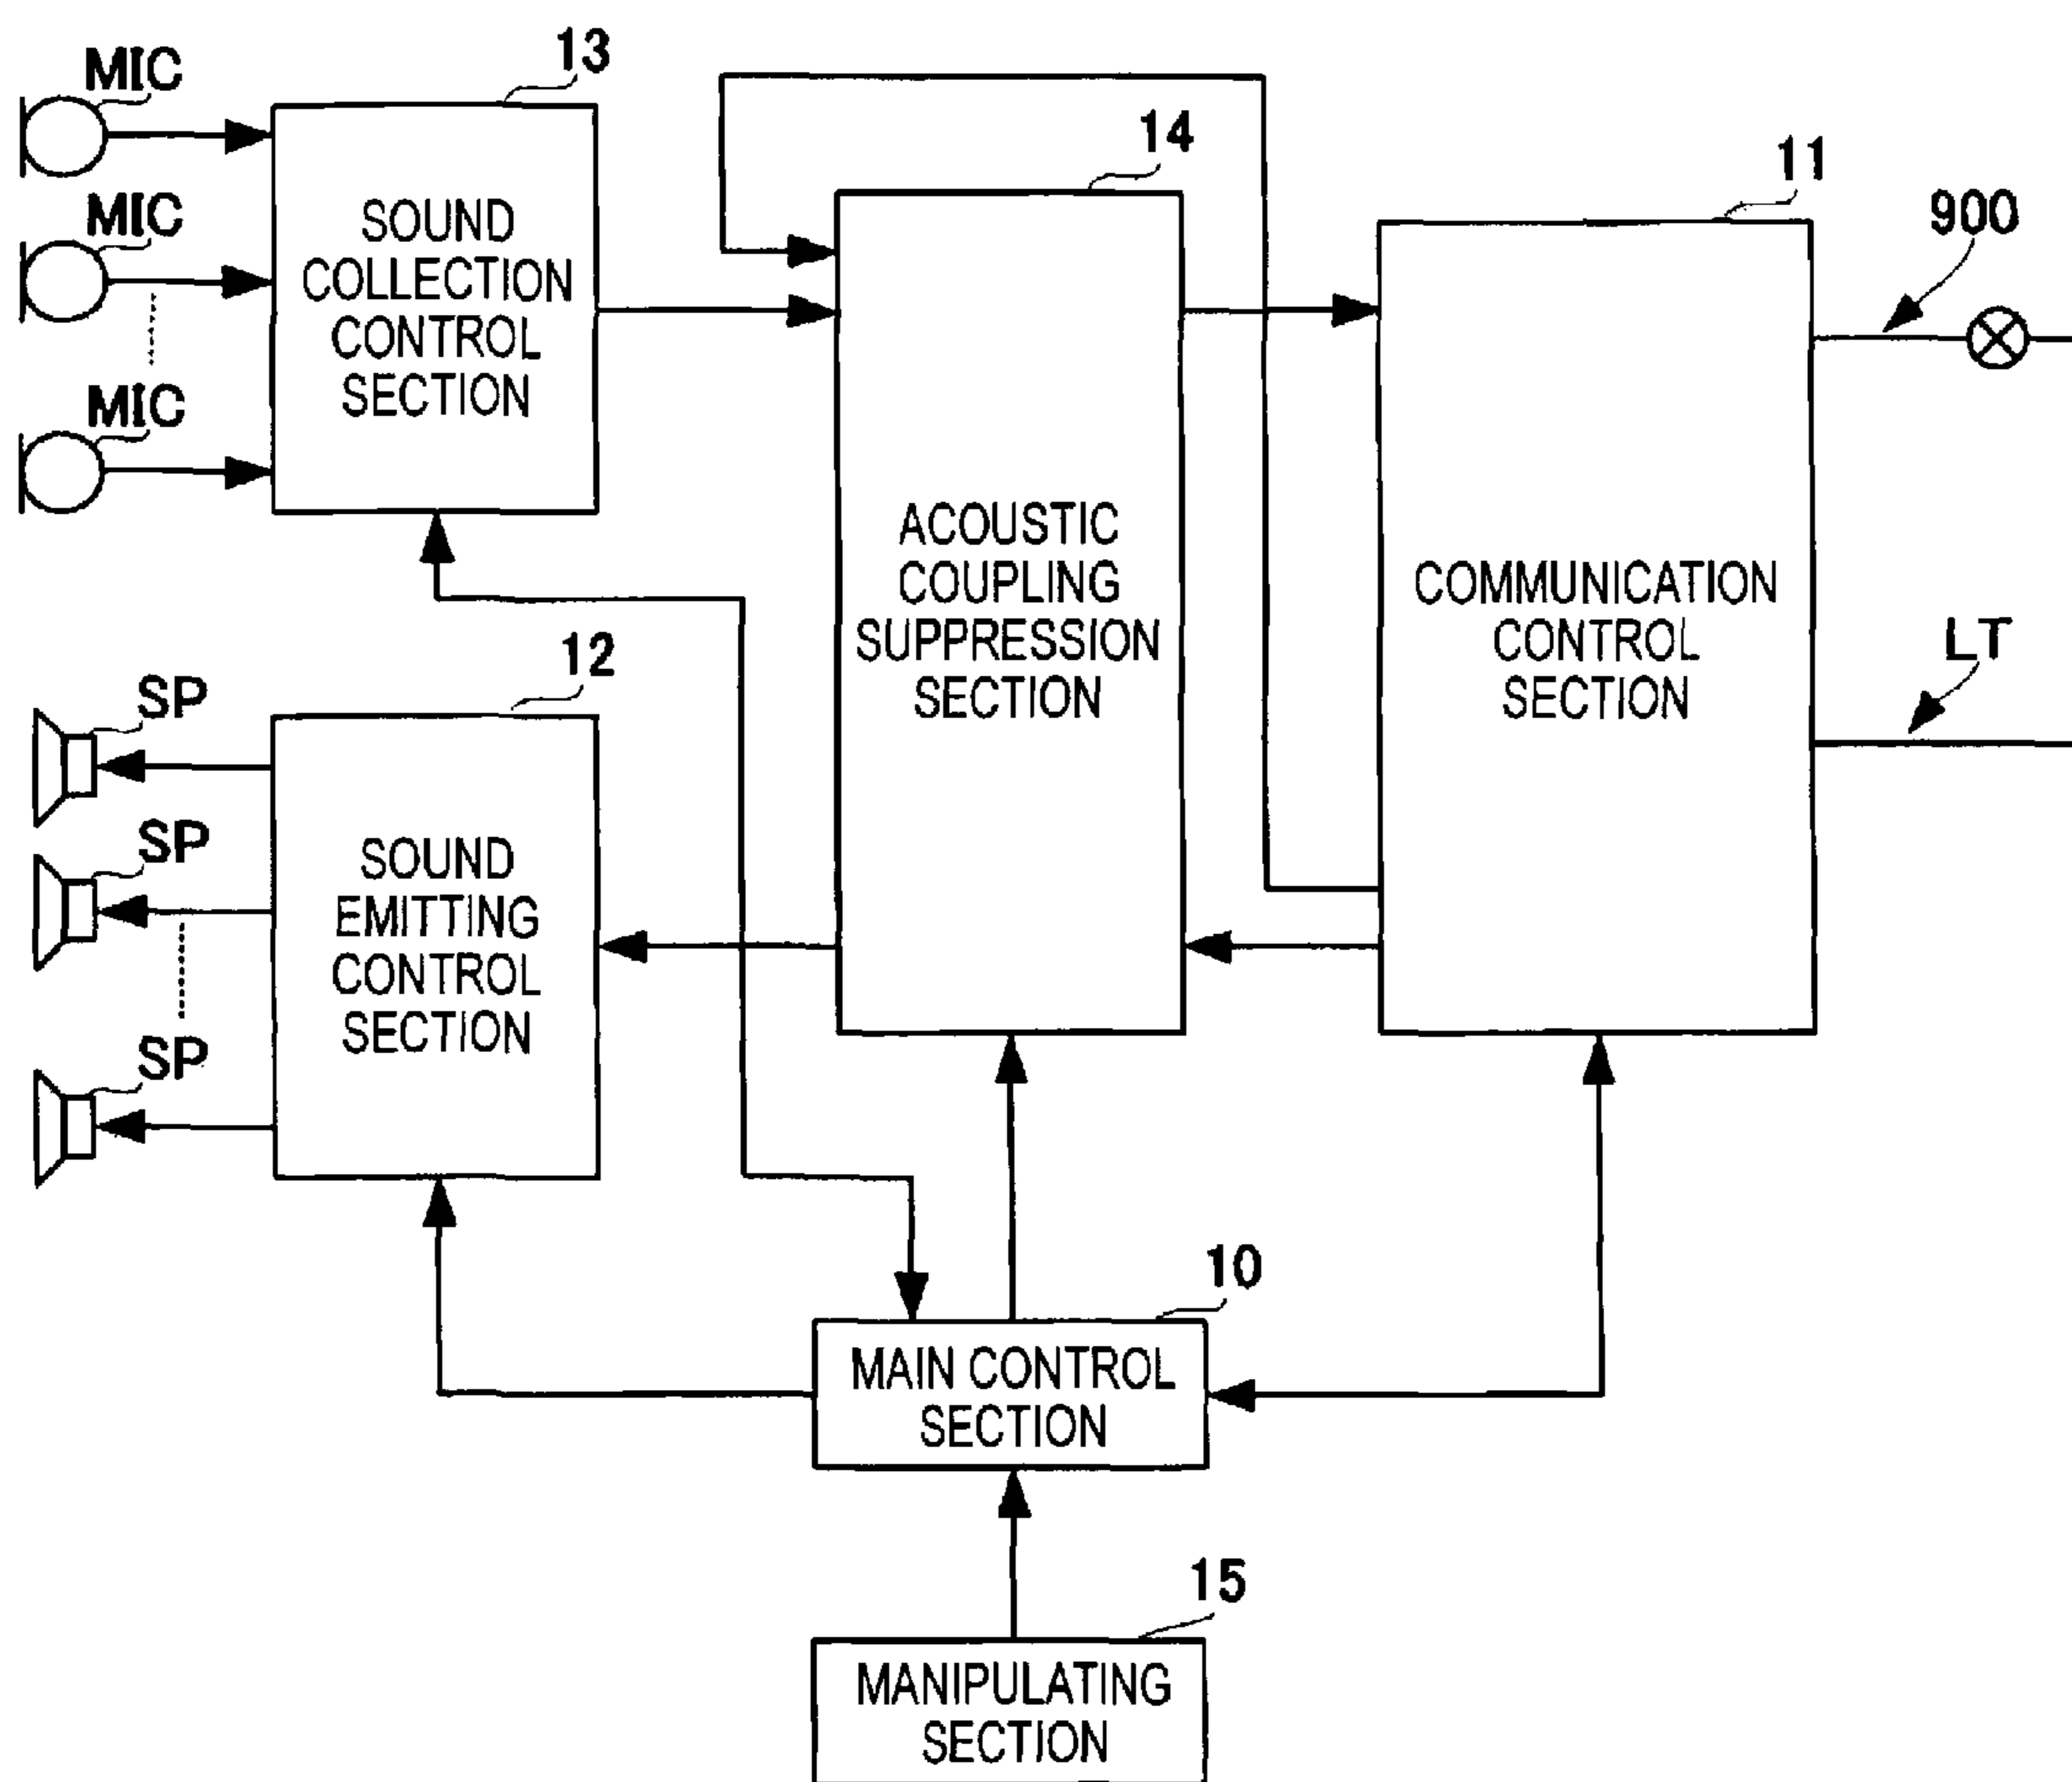 MIC
13
MIC
MIC
SOUND
COLLECTION
CONTROL
SECTION
14
ACOUSTIC
COUPLING
SUPPRESSION
SECTION
11
COMMUNICATION
CONTROL
SECTION
900
LT
12
SP
SP
SP
SOUND
EMITTING
CONTROL
SECTION
10
MAIN CONTROL
SECTION
15
MANIPULATING
SECTION